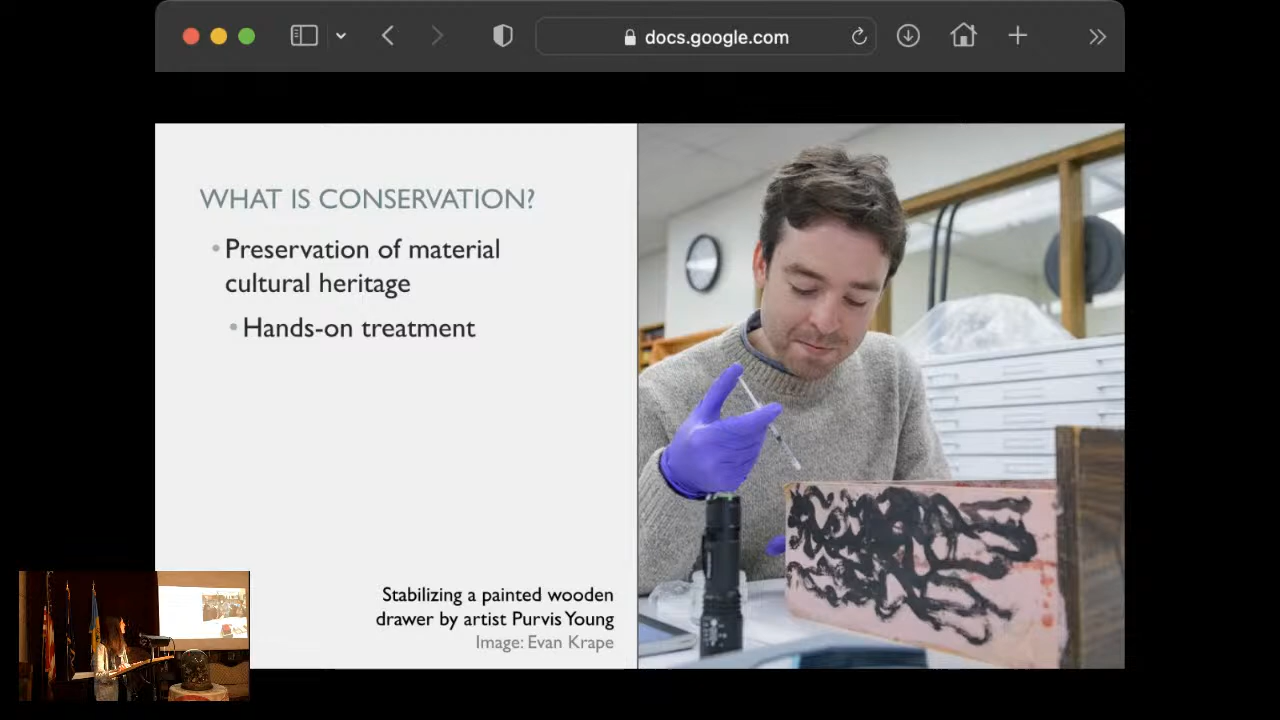 docs.google.com
WHAT IS CONSERVATION?
• Preservation of material
cultural heritage
• Hands-on treatment
Stabilizing a painted wooden
drawer by artist Purvis Young
Image: Evan Krape